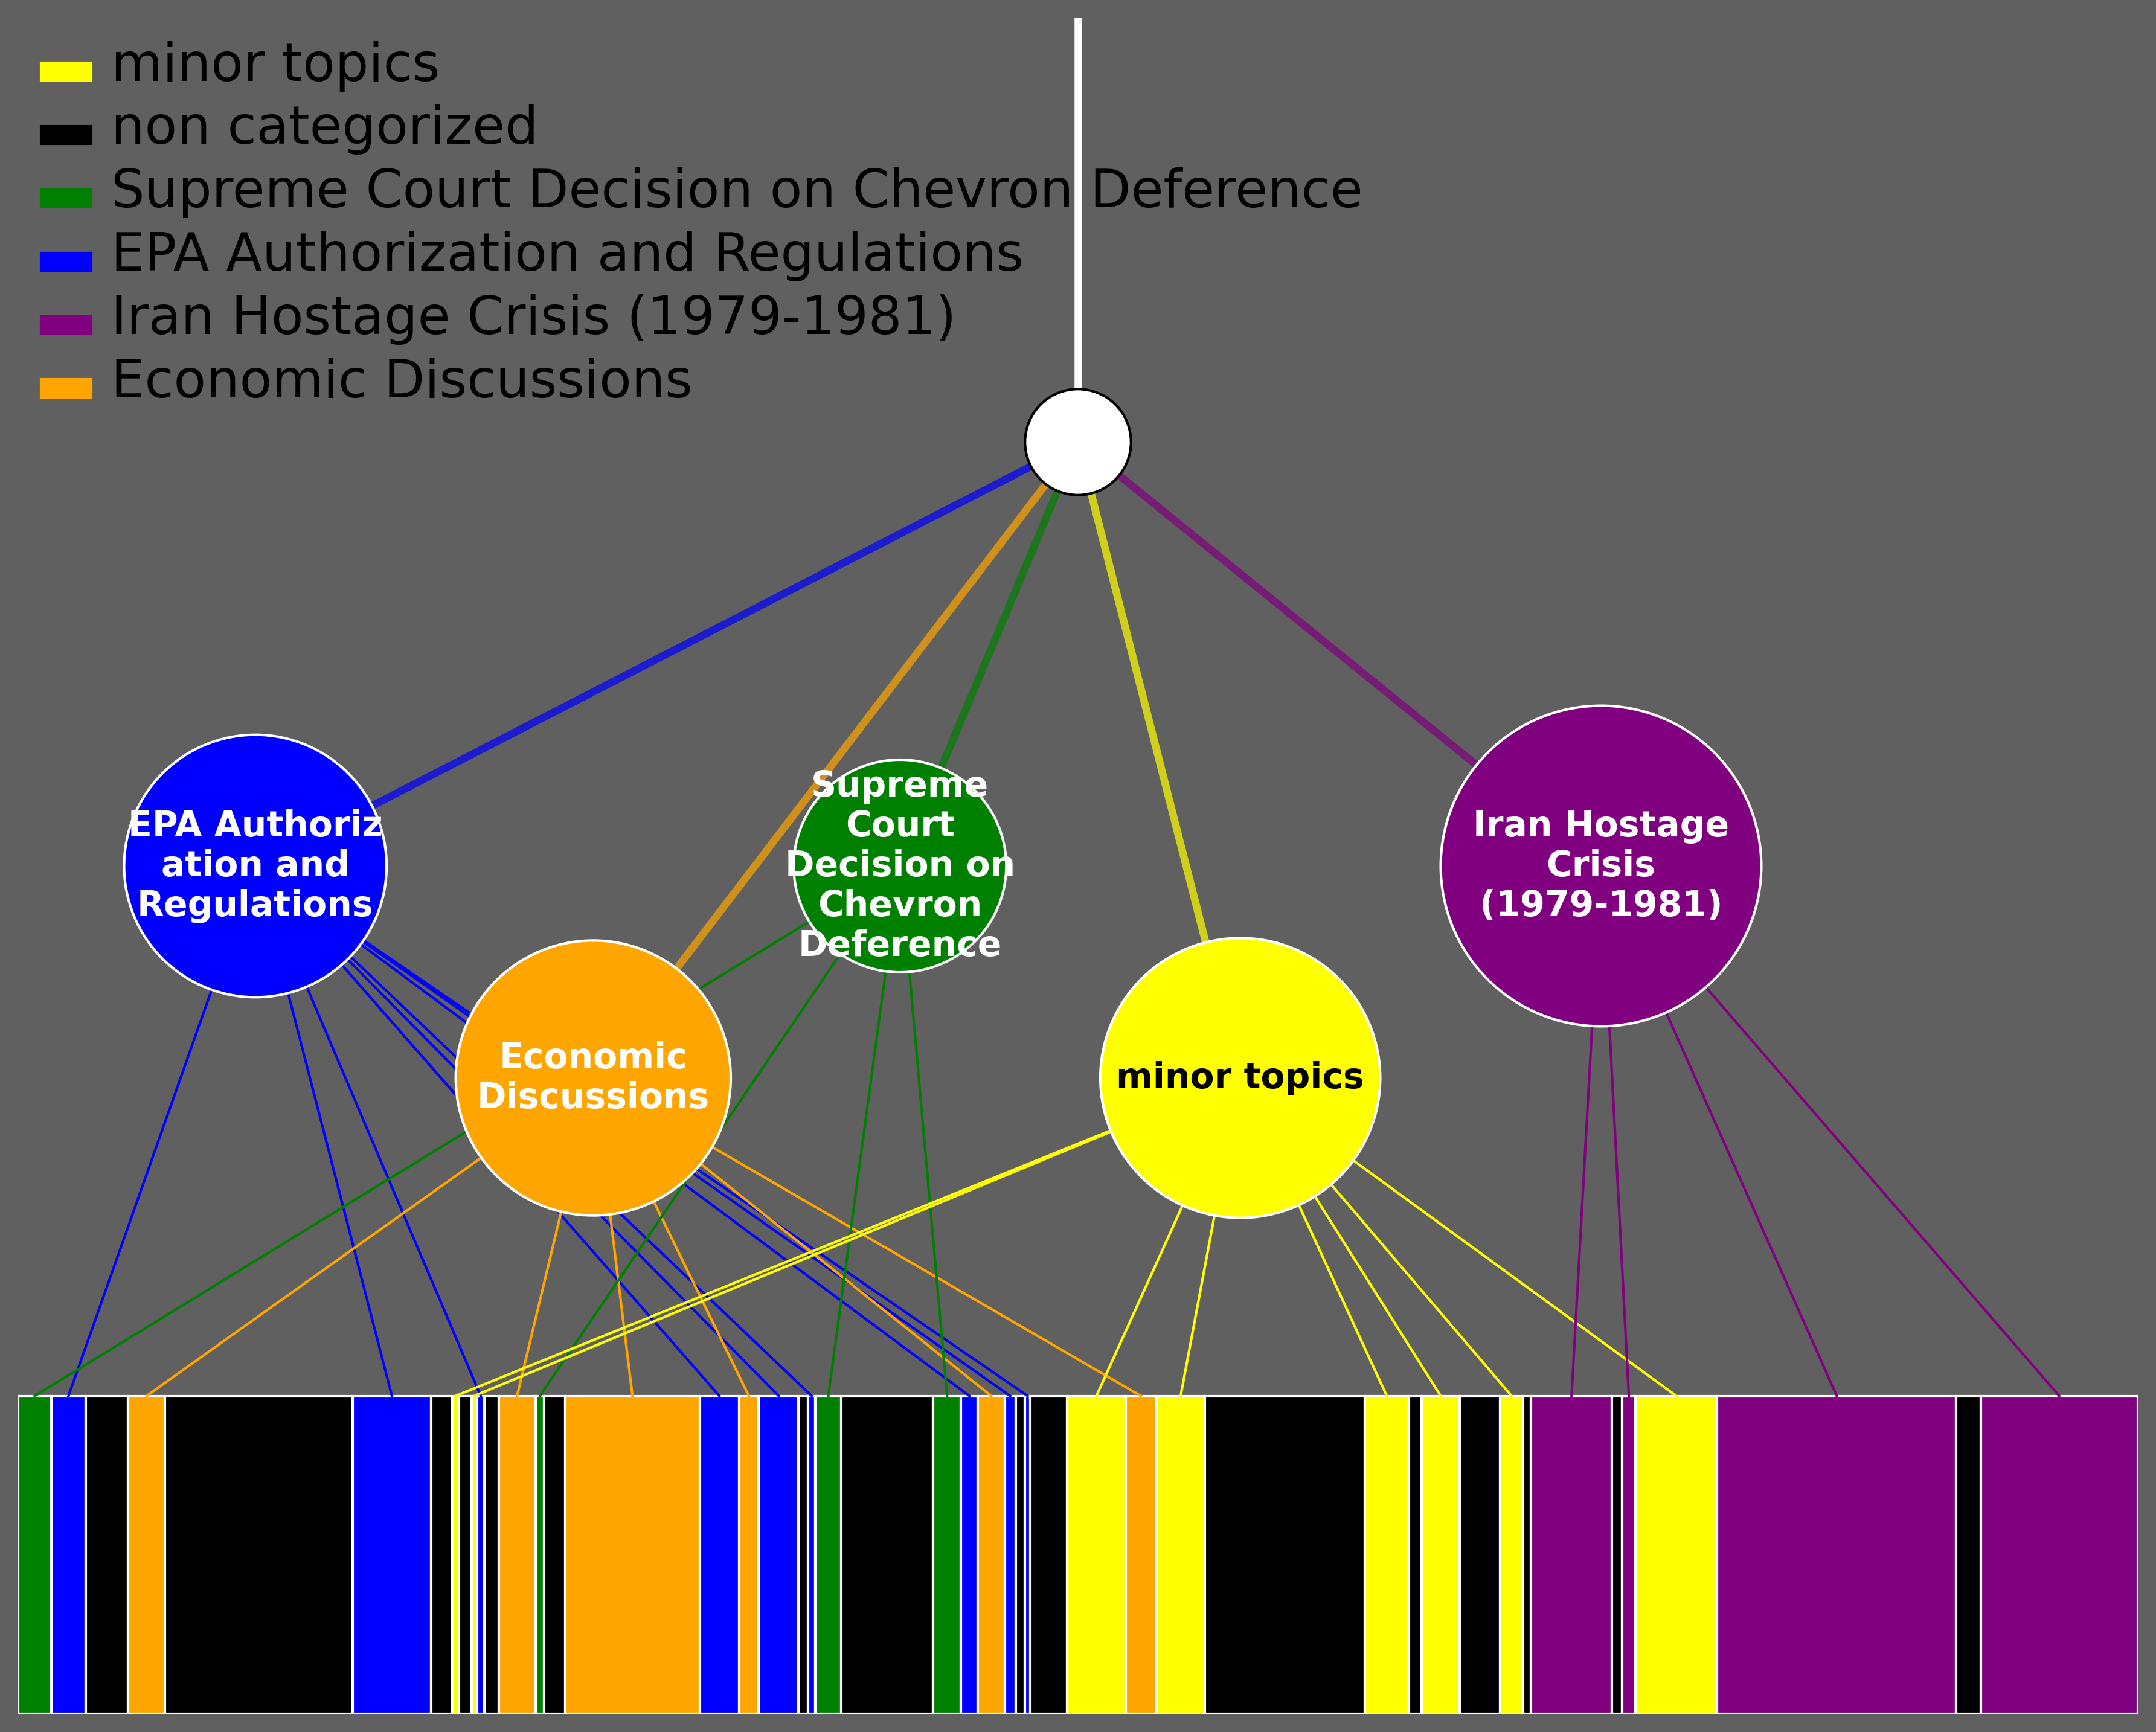 minor topics
non categorized
Supreme Court Decision on Chevron Deference
EPA Authorization and Regulations
Iran Hostage Crisis (1979-1981)
Economic Discussions
EPA Authoriz
ation and
Regulations
Supreme
Court
Decision on
Chevron
Deference
Iran Hostage
Crisis
(1979-1981)
Economic
Discussions
minor topics